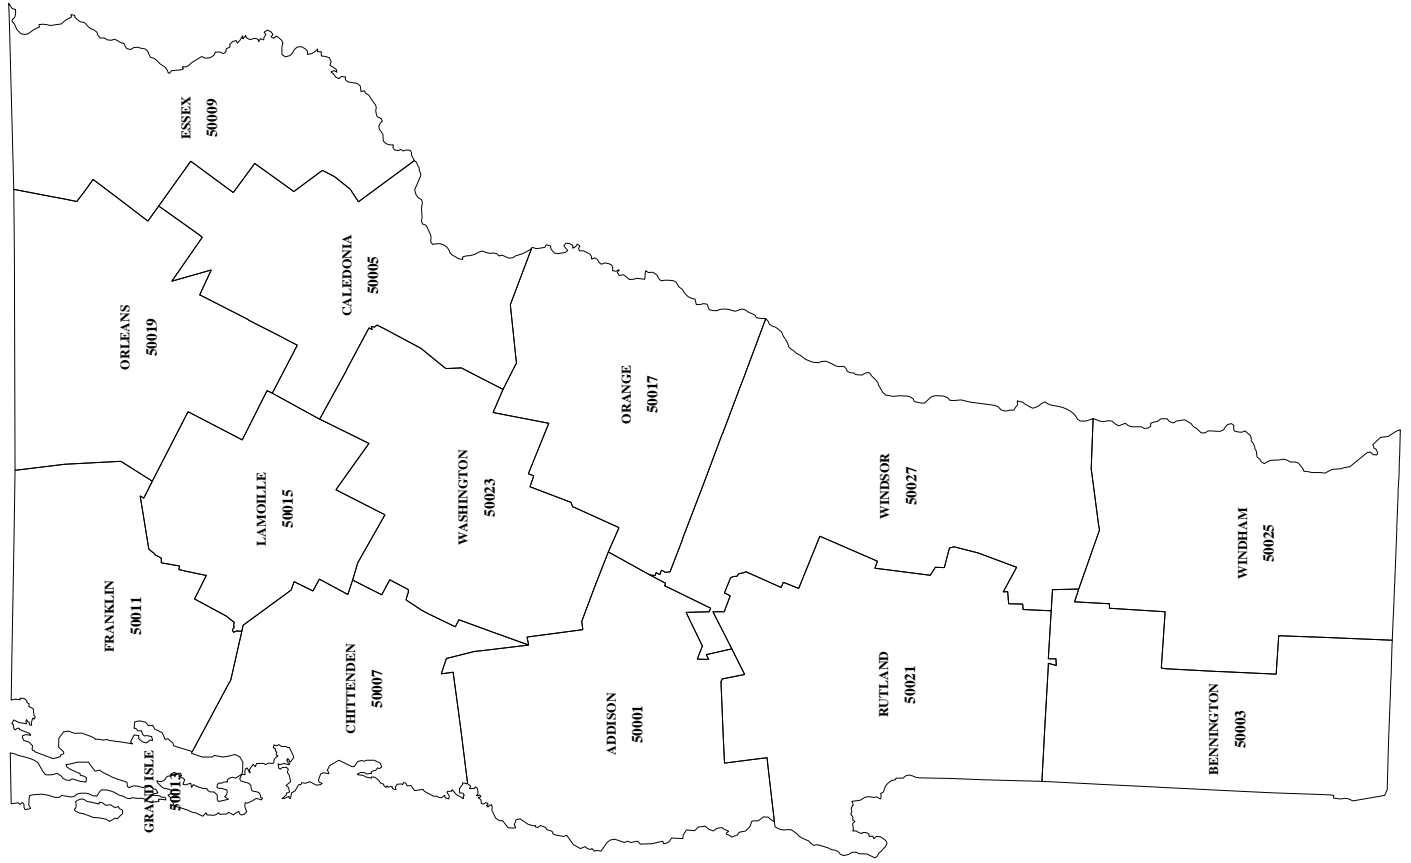 ESSEX
50009
CALEDONIA
50005
ORLEANS
50019
ORANGE
50017
LAMOILLE
50015
WASHINGTON
50023
WINDSOR
50027
WINDHAM
50025
FRANKLIN
50011
CHITTENDEN
50007
ADDISON
50001
RUTLAND
50021
BENNINGTON
50003
GRAND ISLE
50013